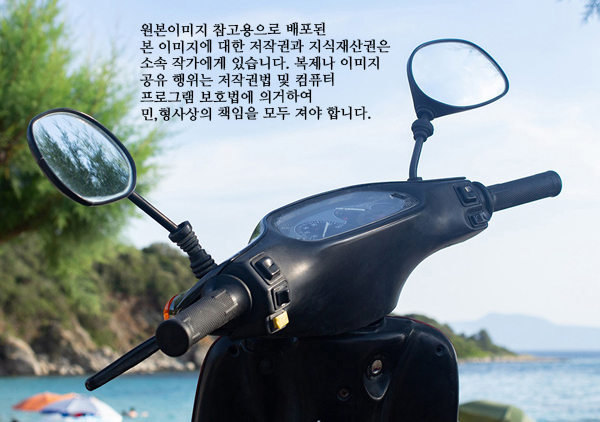 원본이미지 참고용으로 배포된
본 이미지에 대한 저작권과 지식재산권은
소속 작가에게 있습니다. 복제나 이미지
공유 행위는 저작권법 및 컴퓨터
프로그램 보호법에 의거하여
민,형사상의 책임을 모두 져야 합니다.